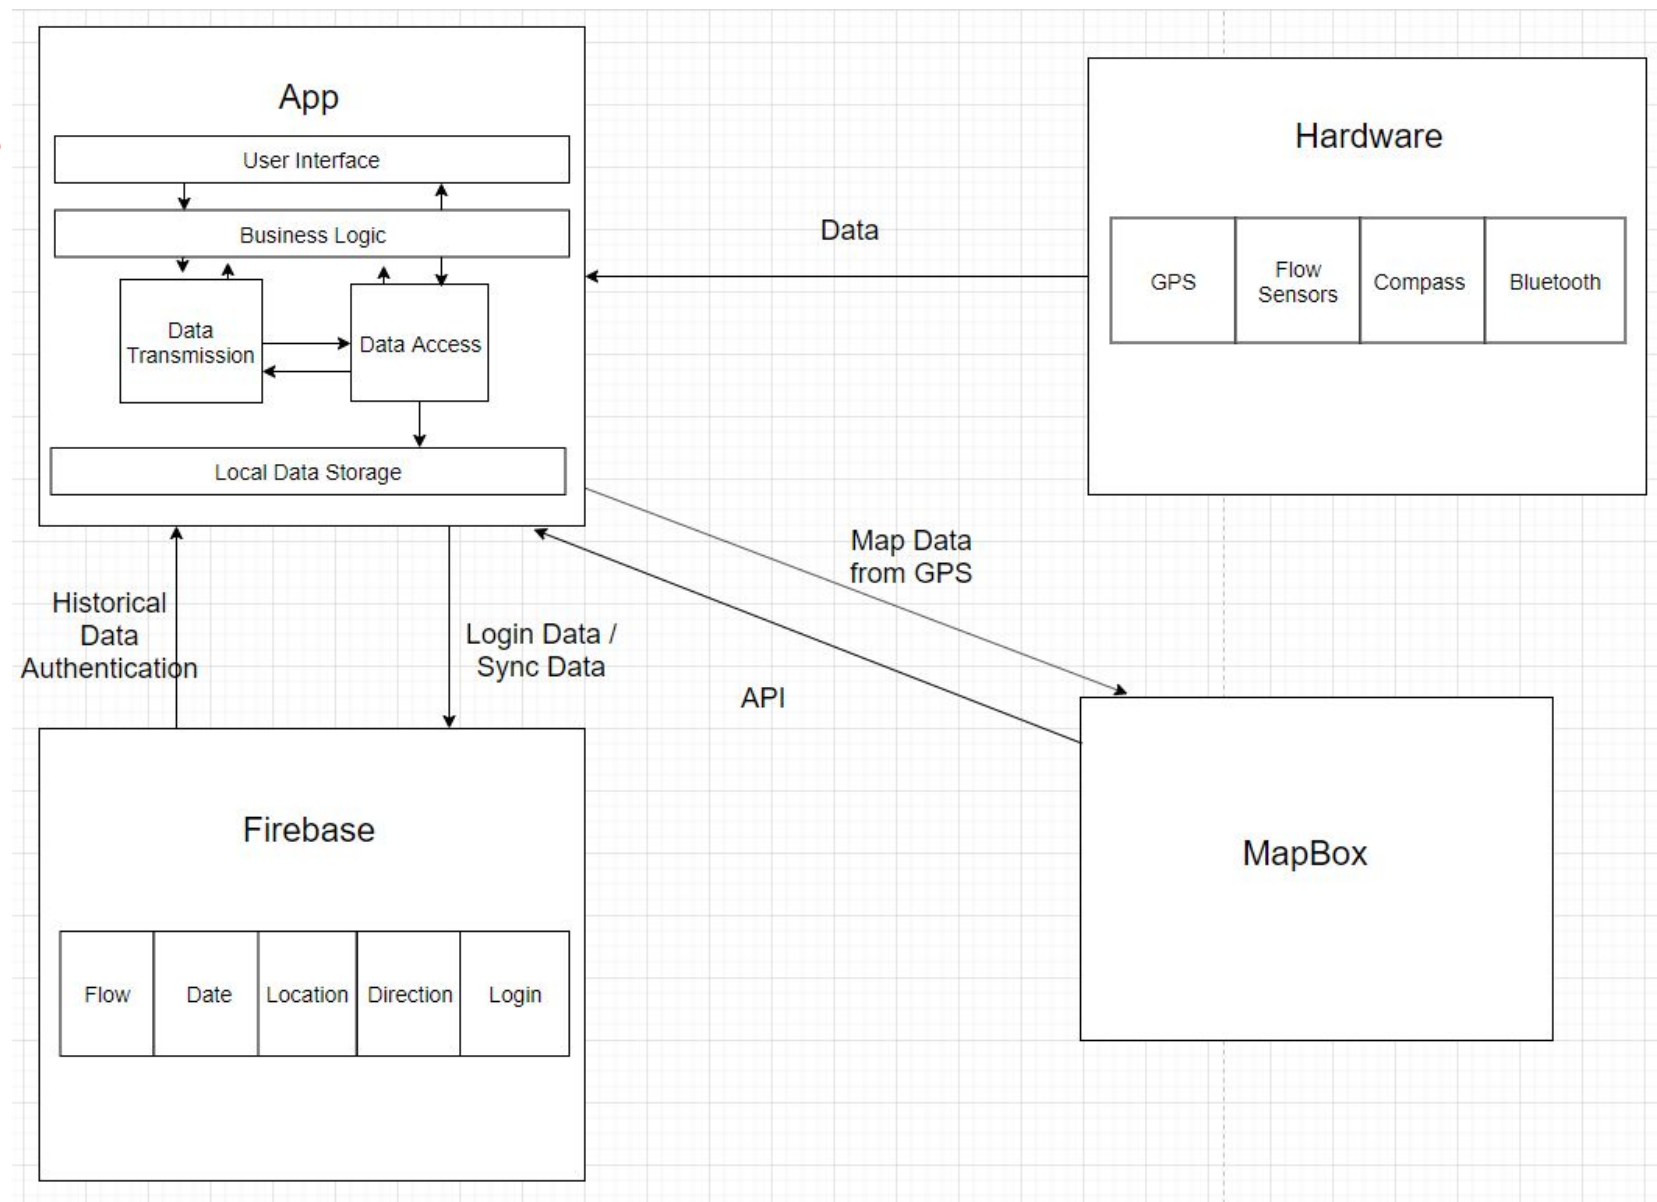 App
User Interface
Business Logic
Data
Transmission
Data Access
Local Data Storage
Data
Hardware
GPS
Flow
Sensors
Compass
Bluetooth
Map Data
from GPS
API
Historical
Data
Authentication
Login Data /
Sync Data
Firebase
Flow
Date
Location
Direction
Login
MapBox